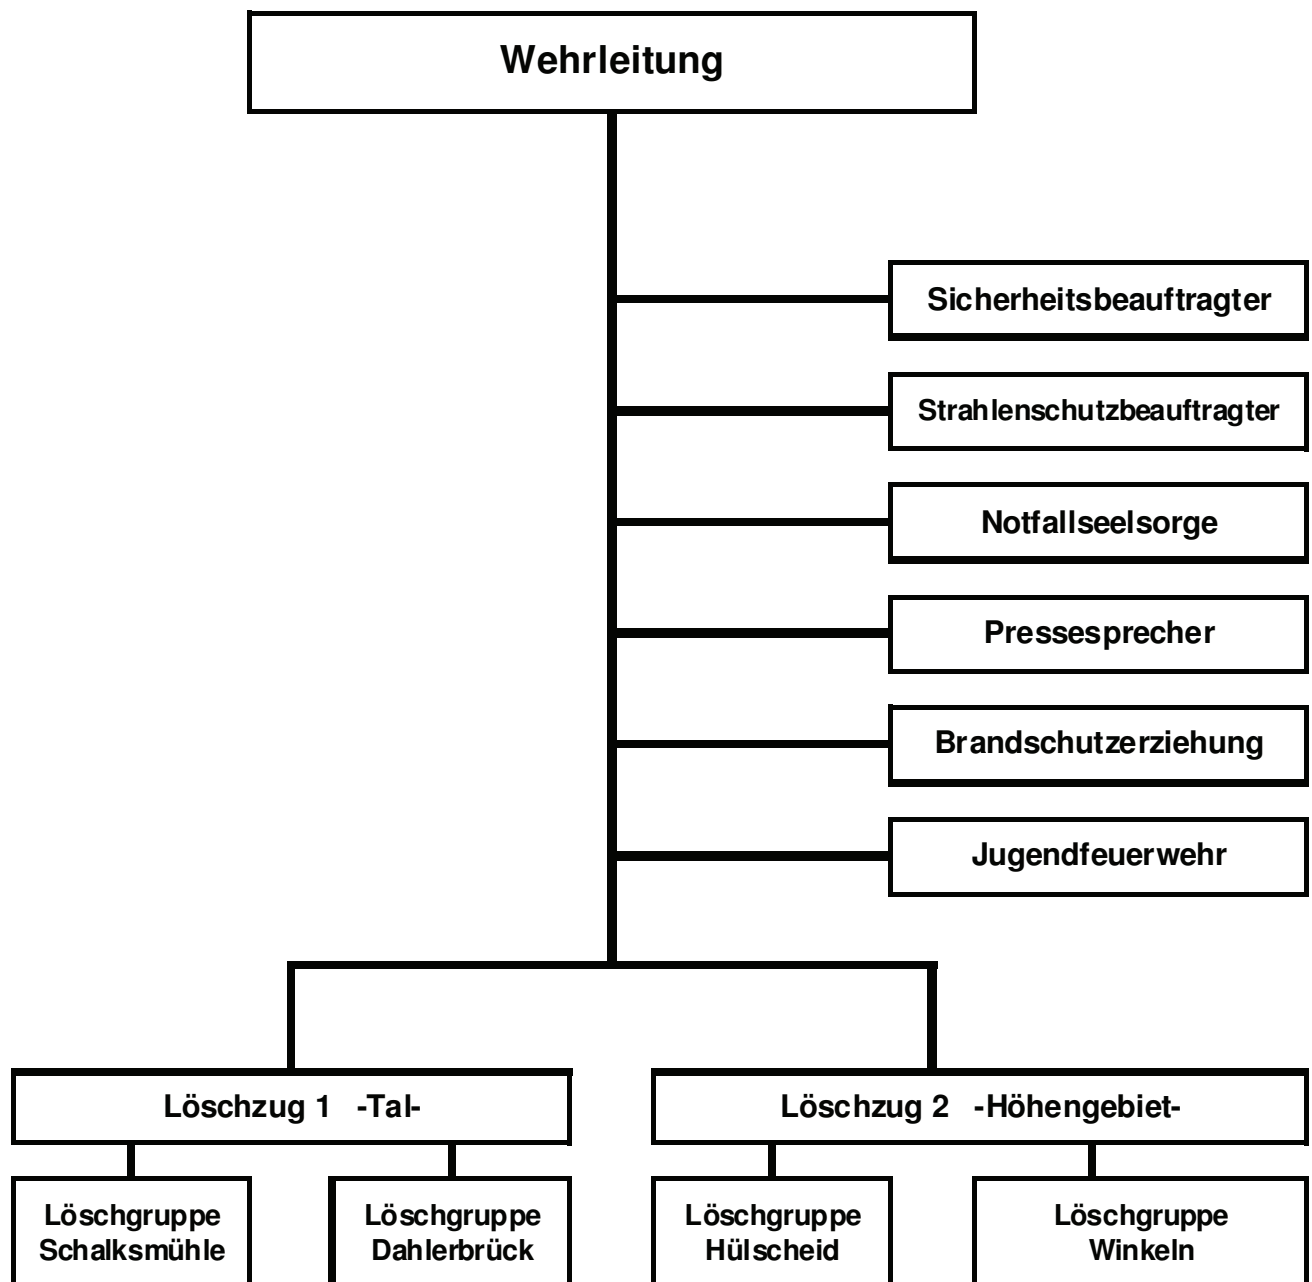 Wehrleitung
Sicherheitsbeauftragter
Strahlenschutzbeauftragter
Notfallseelsorge
Pressesprecher
Brandschutzerziehung
Jugendfeuerwehr
Löschzug 1 -Tal-
Löschzug 2 -Höhengebiet-
Löschgruppe
Schalksmühle
Löschgruppe
Dahlerbrück
Löschgruppe
Hülscheid
Löschgruppe
Winkeln